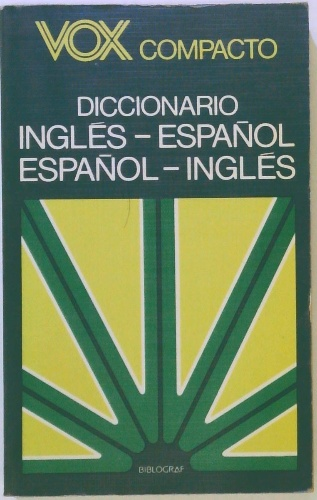 VOX COMPACTO
DICCIONARIO
INGLÉS – ESPAÑOL
ESPAÑOL – INGLÉS
BIBLOGRAF